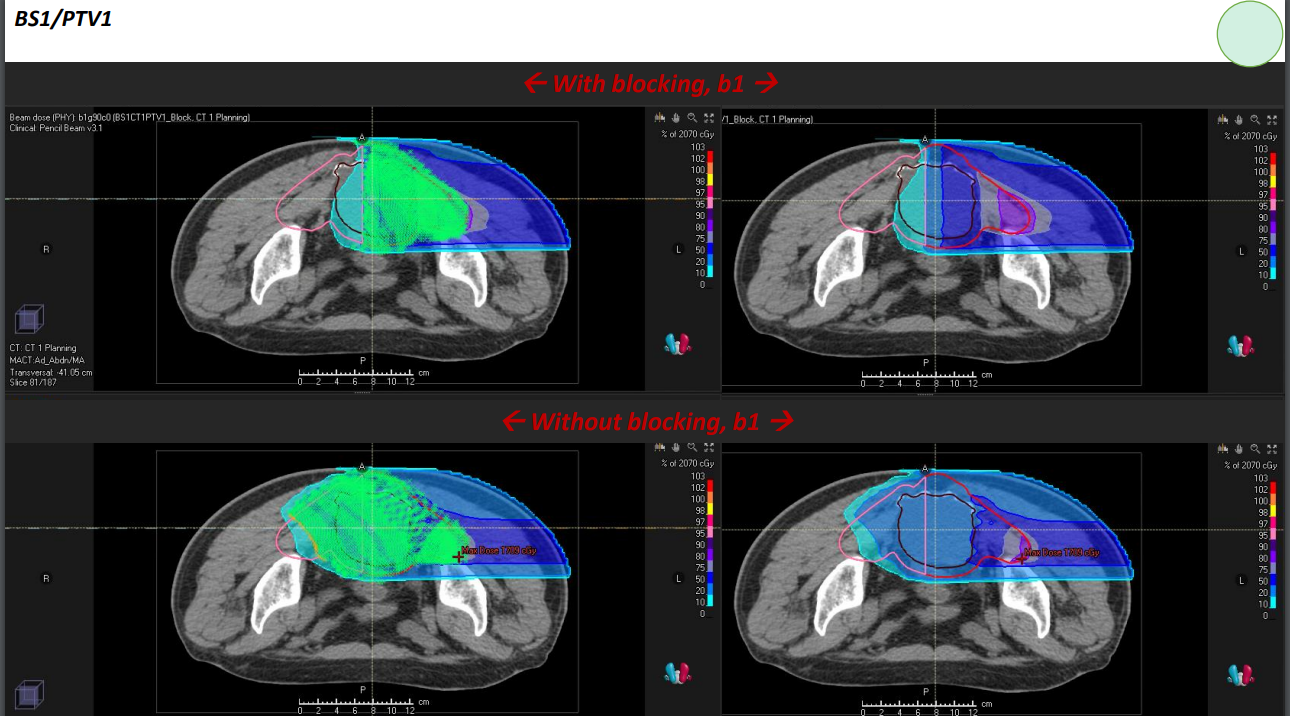 BS1/PTV1
← With blocking, b1 →
Beam dose (PHY): b1g90c0 (BS1CT1PTV1_Block, CT 1 Planning)
Clinical: Pencil Beam v3.1
A
% of 2070 cGy
103
102
100
98
97
95
90
80
75
50
20
10
0
R
L
CT: CT 1 Planning
MACT:Ad_Abdn/MA
Transversal: -41.05 cm
Slice 81/187
P
cm
0 2 4 6 8 10 12
/1_Block, CT 1 Planning)
A
% of 2070 cGy
103
102
100
98
97
95
90
80
75
50
20
10
0
L
P
cm
0 2 4 6 8 10 12
← Without blocking, b1 →
A
% of 2070 cGy
103
102
100
98
97
95
90
80
75
50
20
10
0
Max Dose 1709 cGy
R
L
P
cm
0 2 4 6 8 10 12
A
% of 2070 cGy
103
102
100
98
97
95
90
80
75
50
20
10
0
Max Dose 1709 cGy
L
P
cm
0 2 4 6 8 10 12